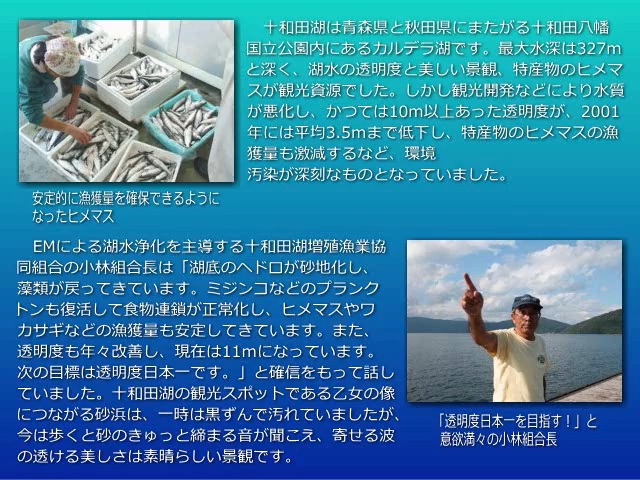 十和田湖は青森県と秋田県にまたがる十和田八幡
国立公園内にあるカルデラ湖です。最大水深は327m
と深く、湖水の透明度と美しい景観、特産物のヒメマ
スが観光資源でした。しかし観光開発などにより水質
が悪化し、かつては10m以上あった透明度が、2001
年には平均3.5mまで低下し、特産物のヒメマスの漁
獲量も激減するなど、環境
汚染が深刻なものとなっていました。
安定的に漁獲量を確保できるように
なったヒメマス
EMによる湖水浄化を主導する十和田湖増殖漁業協
同組合の小林組合長は「湖底のヘドロが砂地化し、
藻類が戻ってきています。ミジンコなどのプランク
トンも復活して食物連鎖が正常化し、ヒメマスやワ
カサギなどの漁獲量も安定してきています。また、
透明度も年々改善し、現在は11mになっています。
次の目標は透明度日本一です。」と確信をもって話し
ていました。十和田湖の観光スポットである乙女の像
につながる砂浜は、一時は黒ずんで汚れていましたが、
今は歩くと砂のきゅっと締まる音が聞こえ、寄せる波
の透ける美しさは素晴らしい景観です。
「透明度日本一を目指す！」と
意欲満々の小林組合長